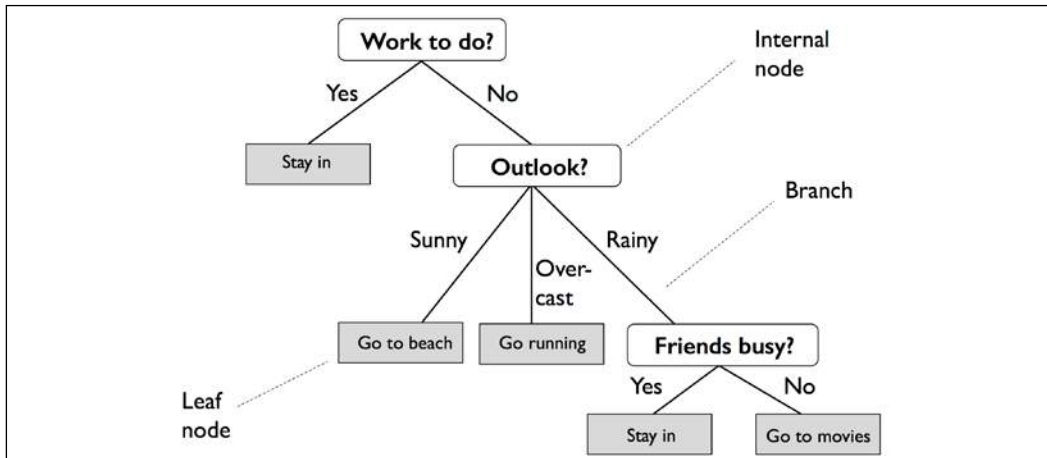 Work to do?
Internal
node
Yes
No
Stay in
Outlook?
Branch
Sunny
Rainy
Over-
cast
Go to beach
Go running
Friends busy?
Yes
No
Leaf
node
Stay in
Go to movies